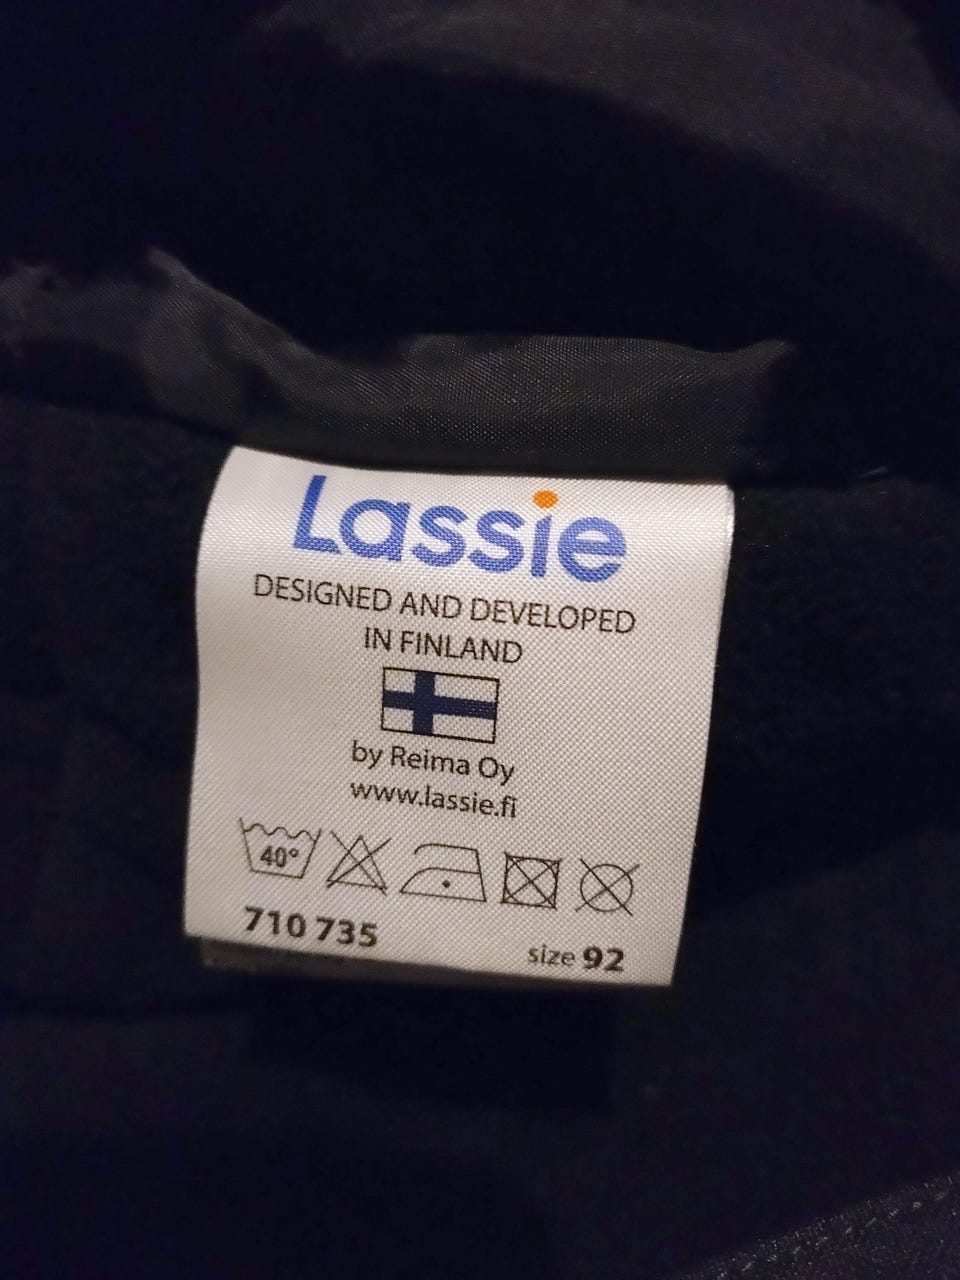 Lassie
DESIGNED AND DEVELOPED
IN FINLAND
by Reima Oy
www.lassie.fi
40°
710 735
size 92